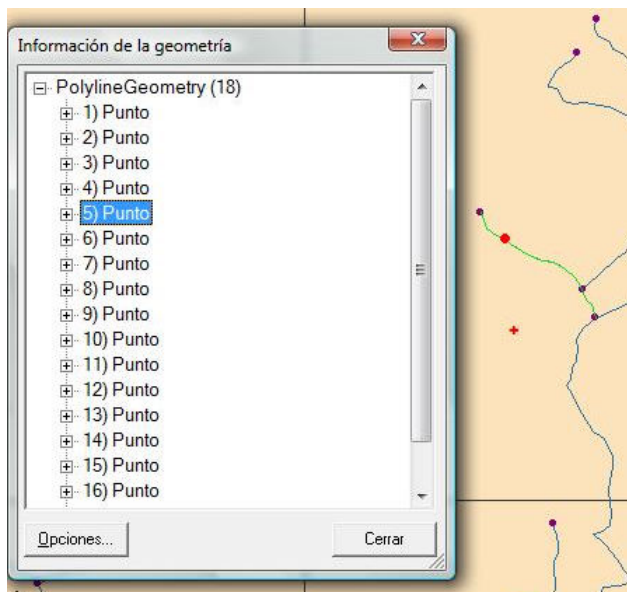 Información de la geometría
PolylineGeometry (18)
1) Punto
2) Punto
3) Punto
4) Punto
5) Punto
6) Punto
7) Punto
8) Punto
9) Punto
10) Punto
11) Punto
12) Punto
13) Punto
14) Punto
15) Punto
16) Punto
Opciones... Cerrar